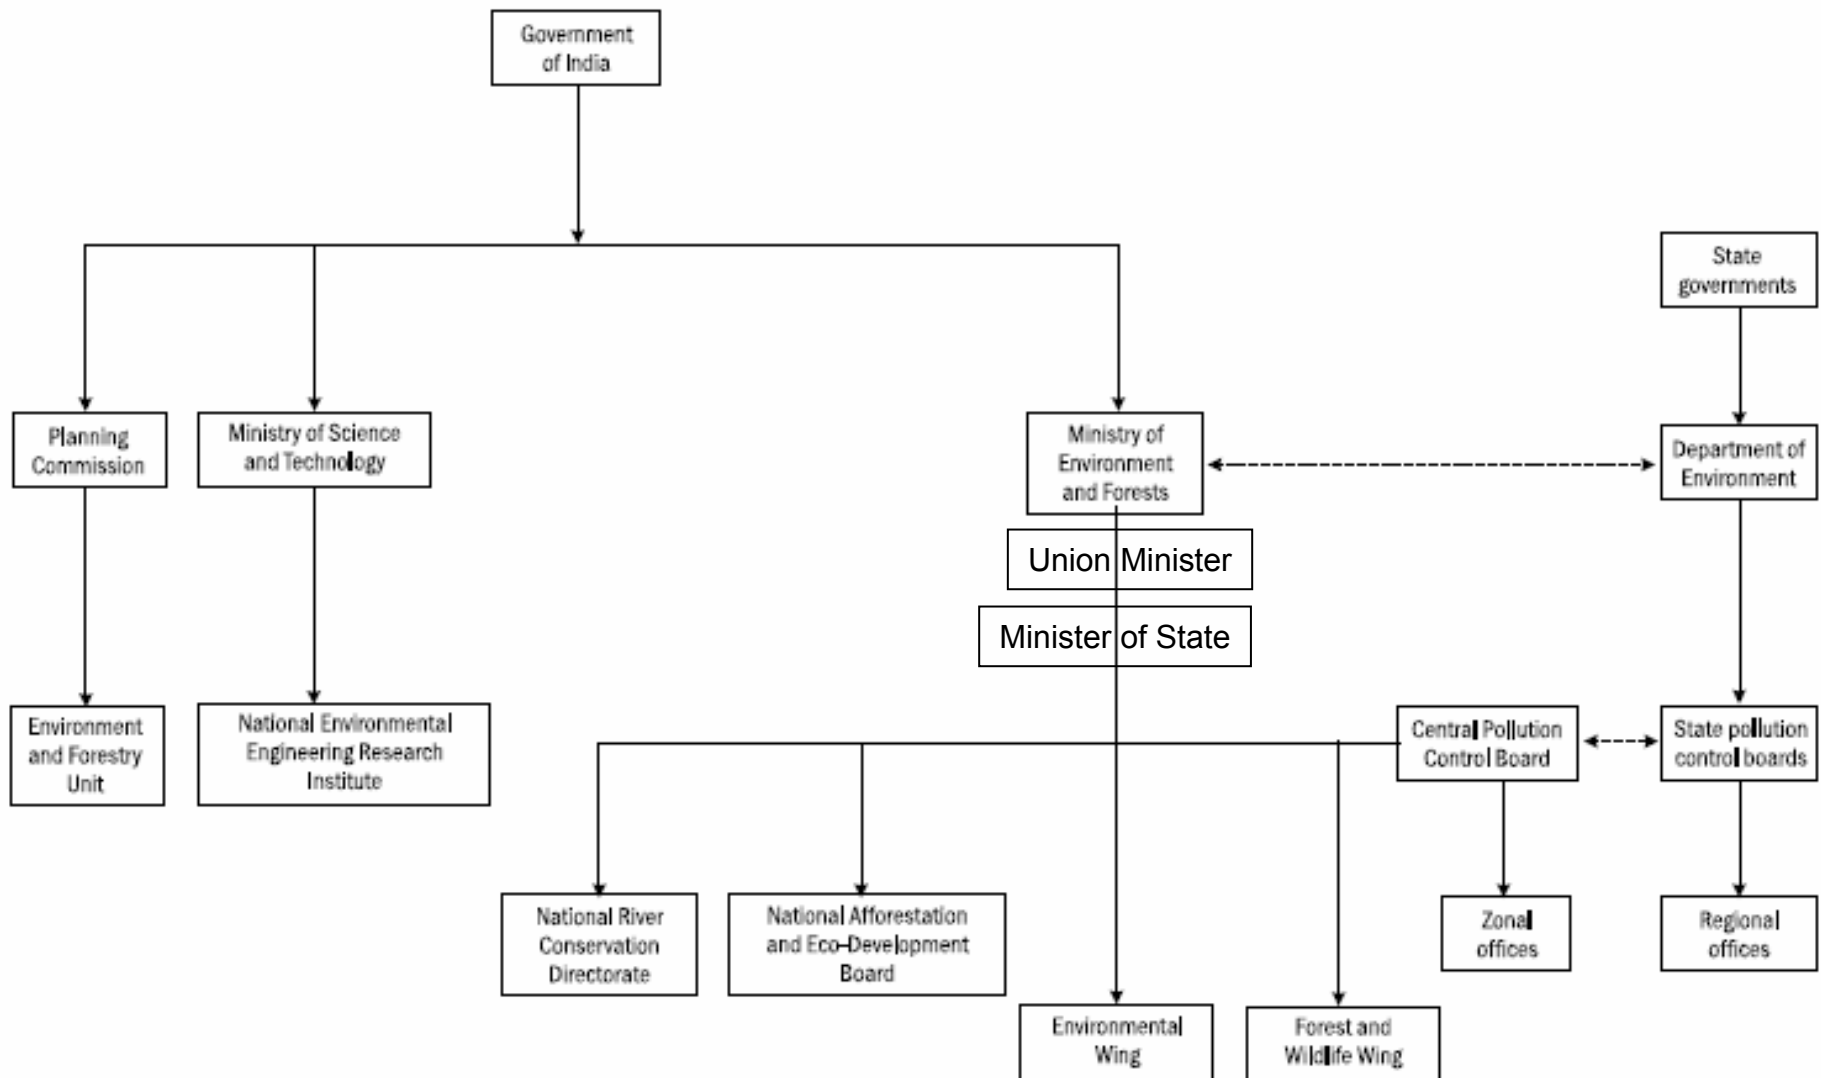 Government
of India
State
governments
Planning
Commission
Ministry of Science
and Technology
Ministry of
Environment
and Forests
Department of
Environment
Union Minister
Minister of State
Environment
and Forestry
Unit
National Environmental
Engineering Research
Institute
Central Pollution
Control Board
State pollution
control boards
National River
Conservation
Directorate
National Afforestation
and Eco-Development
Board
Zonal
offices
Regional
offices
Environmental
Wing
Forest and
Wildlife Wing